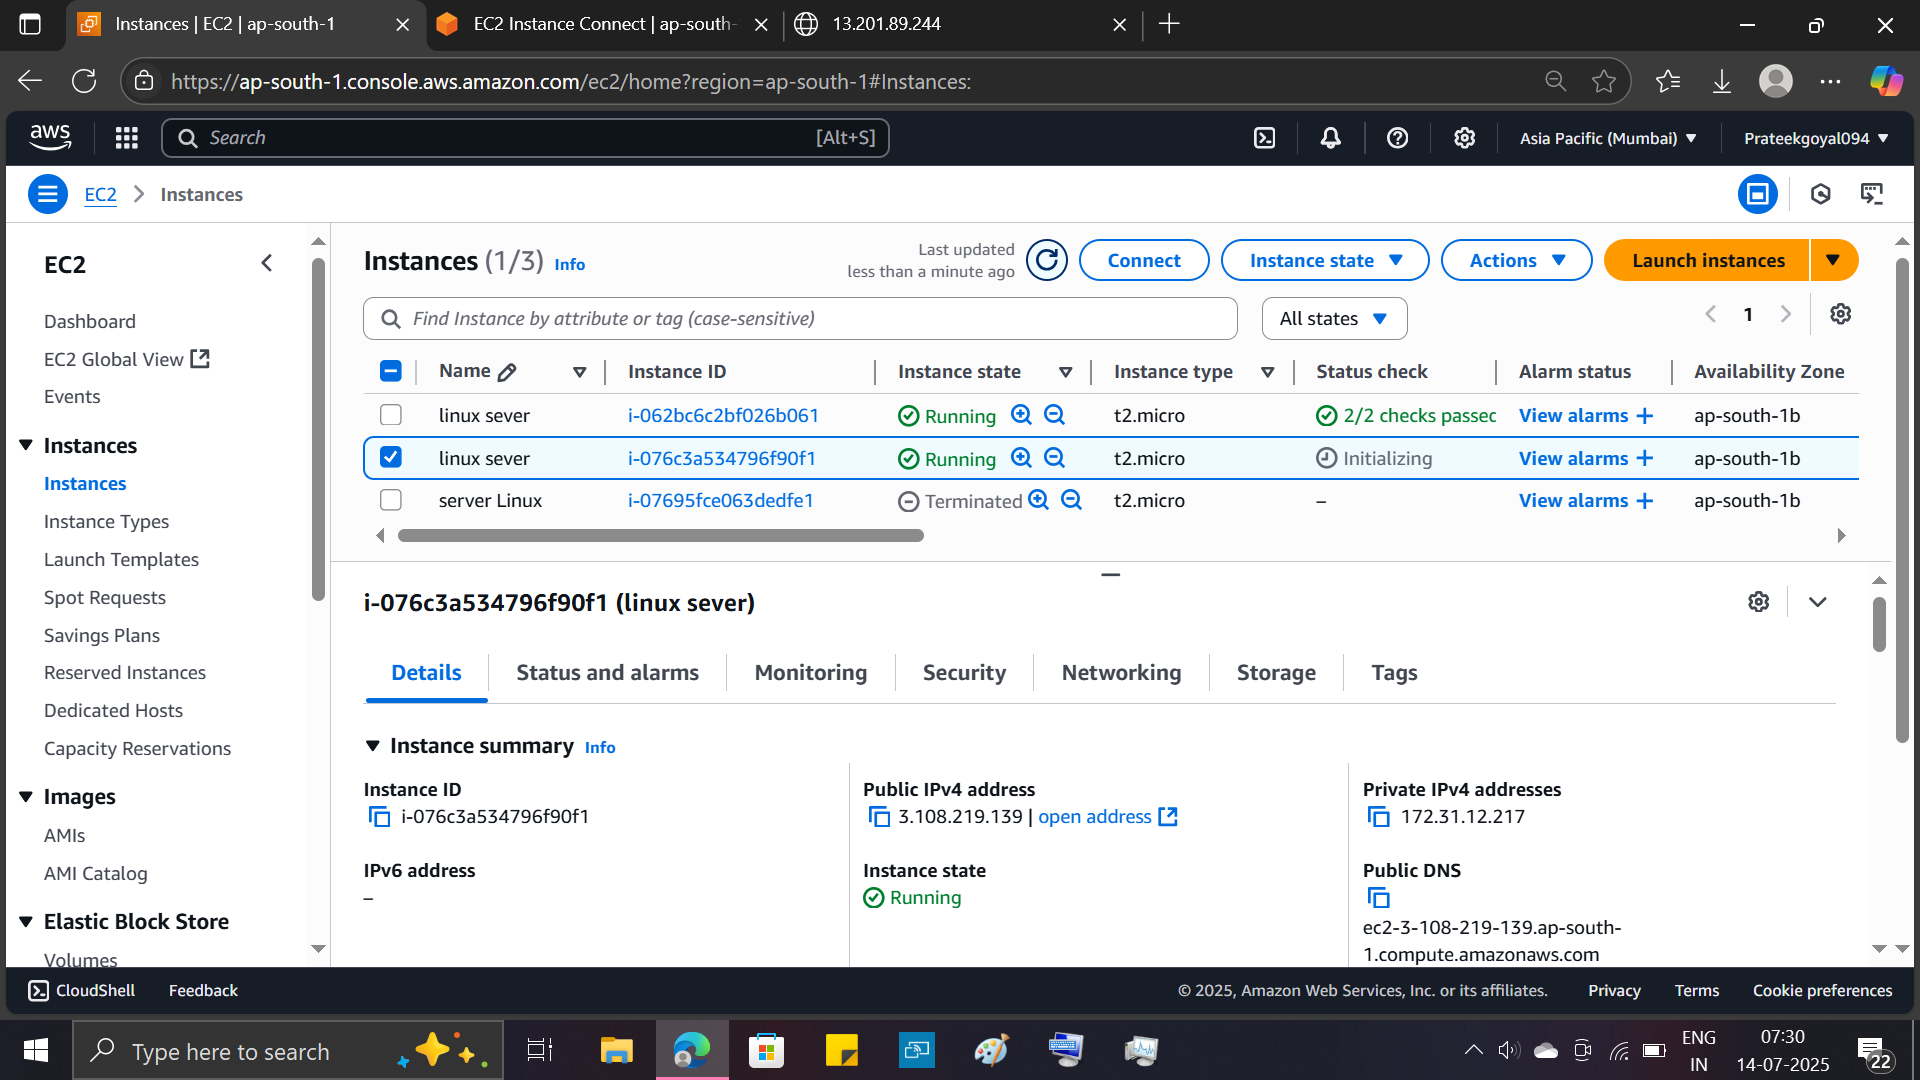 Instances | EC2 | ap-south-1
EC2 Instance Connect | ap-south-
13.201.89.244
https://ap-south-1.console.aws.amazon.com/ec2/home?region=ap-south-1#Instances:
aws
Search
[Alt+S]
Asia Pacific (Mumbai)
Prateekgoyal094
EC2
Instances
EC2
Dashboard
EC2 Global View
Events
Instances
Instances
Instance Types
Launch Templates
Spot Requests
Savings Plans
Reserved Instances
Dedicated Hosts
Capacity Reservations
Images
AMIs
AMI Catalog
Elastic Block Store
Volumes
Instances (1/3) Info
Last updated
less than a minute ago
Connect
Instance state
Actions
Launch instances
Find Instance by attribute or tag (case-sensitive)
All states
1
Name Instance ID Instance state Instance type Status check Alarm status Availability Zone
linux sever i-062bc6c2bf026b061 Running t2.micro 2/2 checks passec View alarms + ap-south-1b
linux sever i-076c3a534796f90f1 Running t2.micro Initializing View alarms + ap-south-1b
server Linux i-07695fce063dedfe1 Terminated t2.micro – View alarms + ap-south-1b
i-076c3a534796f90f1 (linux sever)
Details Status and alarms Monitoring Security Networking Storage Tags
Instance summary Info
Instance ID
i-076c3a534796f90f1
IPv6 address
–
Public IPv4 address
3.108.219.139 | open address
Instance state
Running
Private IPv4 addresses
172.31.12.217
Public DNS
ec2-3-108-219-139.ap-south-
1.compute.amazonaws.com
CloudShell
Feedback
© 2025, Amazon Web Services, Inc. or its affiliates.
Privacy
Terms
Cookie preferences
Type here to search
ENG
IN
07:30
14-07-2025
22